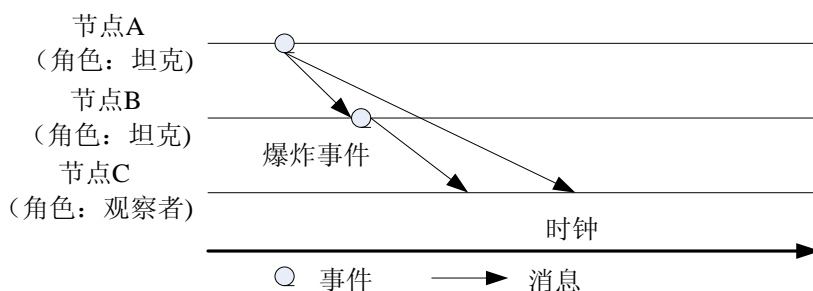 节点A
（角色：坦克)
节点B
（角色：坦克)
爆炸事件
节点C
（角色：观察者)
时钟
事件
消息